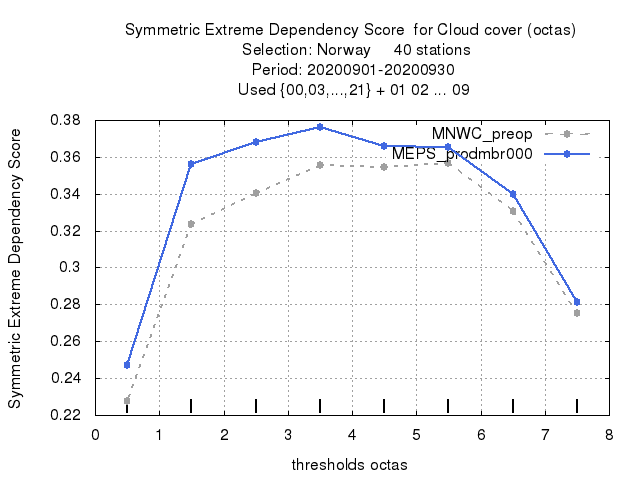 Symmetric Extreme Dependency Score  for Cloud cover (octas)
Selection: Norway     40 stations
Period: 20200901-20200930
Used {00,03,...,21} + 01 02 ... 09
Symmetric Extreme Dependency Score
0.38
0.36
0.34
0.32
0.3
0.28
0.26
0.24
0.22
MNWC_preop
MEPS_prodmbr000
0 1 2 3 4 5 6 7 8
thresholds octas